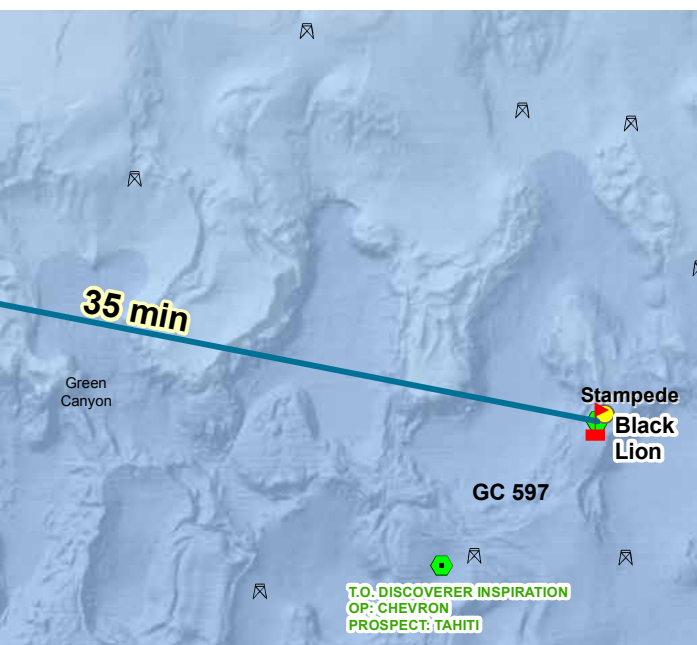 35 min
Green
Canyon
Stampede
Black
Lion
GC 597
T.O. DISCOVERER INSPIRATION
OP: CHEVRON
PROSPECT: TAHITI